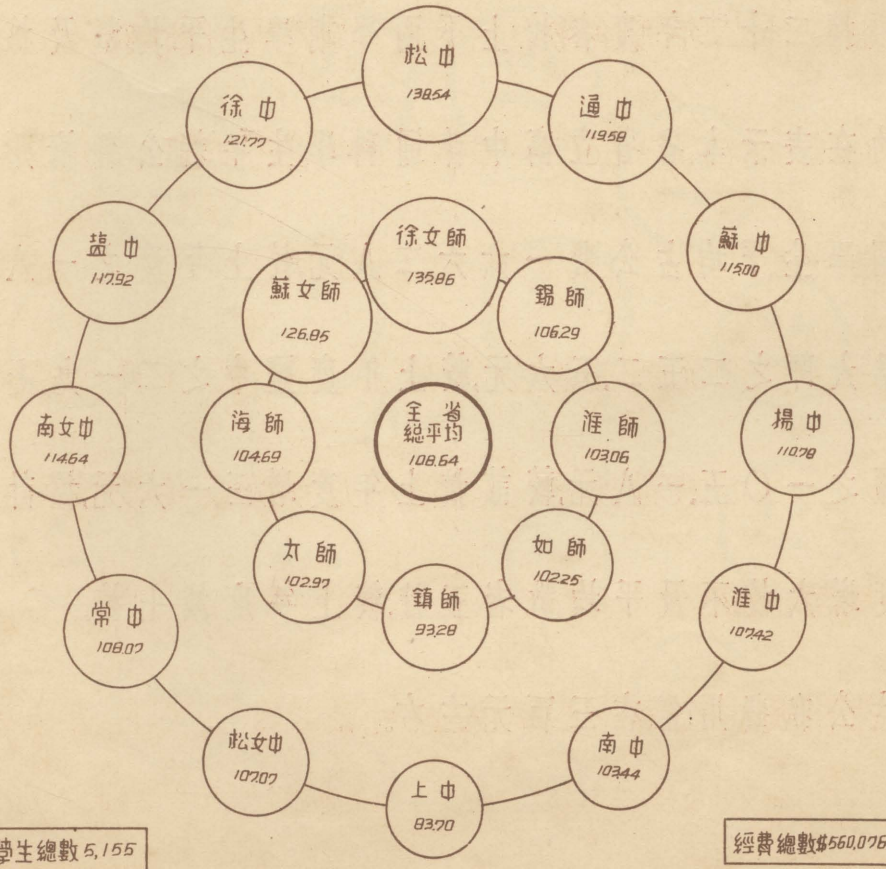 松中
138.54
通中
119.58
蘇中
115.00
揚中
110.78
淮中
107.42
南中
103.44
上中
83.70
松女中
107.07
常中
108.07
南女中
114.64
塩中
117.92
徐中
121.77
徐女師
135.86
錫師
106.29
淮師
103.06
如師
102.25
鎮師
93.28
太師
102.97
海師
104.69
蘇女師
126.85
全省
総平均
108.64
學生總數 5,155
經費總數$560,076